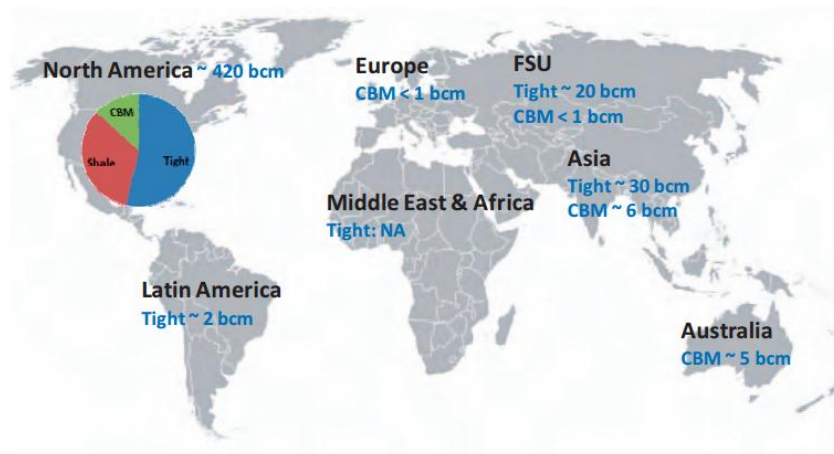 North America ~ 420 bcm
CBM
Shale
Tight
Europe
CBM < 1 bcm
FSU
Tight ~ 20 bcm
CBM < 1 bcm
Asia
Tight ~ 30 bcm
CBM ~ 6 bcm
Middle East & Africa
Tight: NA
Latin America
Tight ~ 2 bcm
Australia
CBM ~ 5 bcm